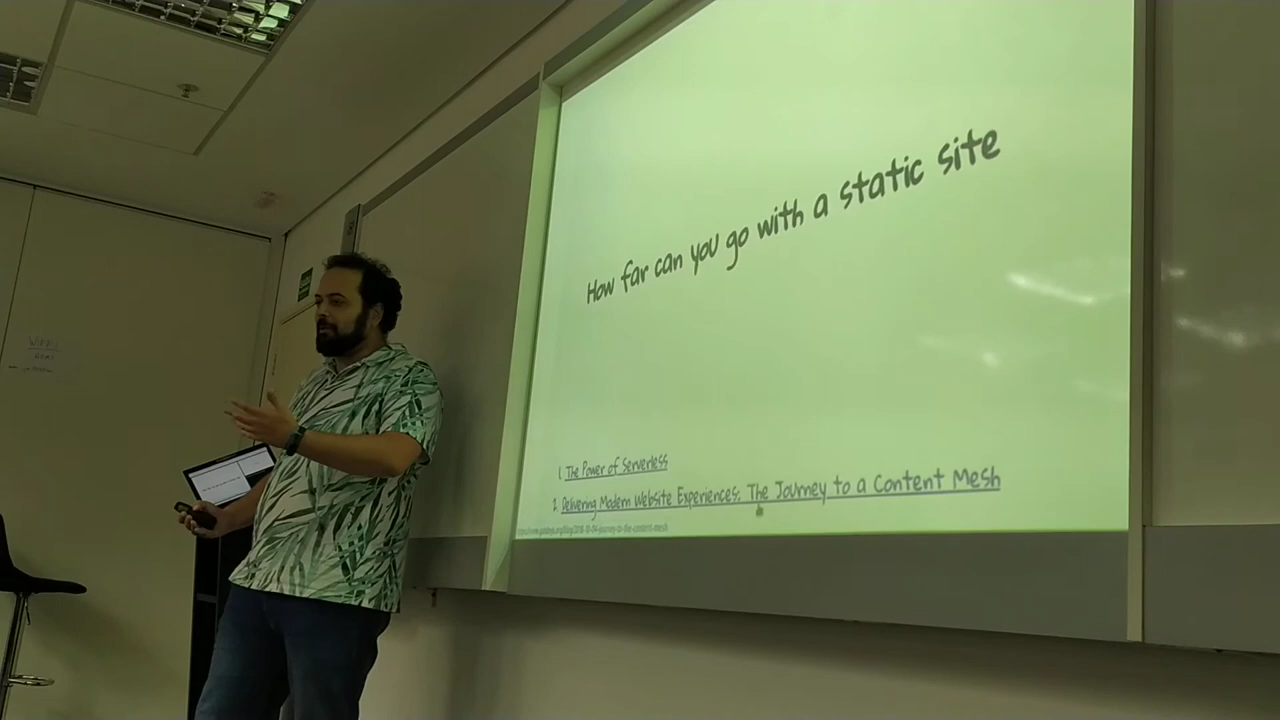 How far can you go with a static site
1. The Power of Serverless
2. Delivering Modern Website Experiences: The Journey to a Content Mesh